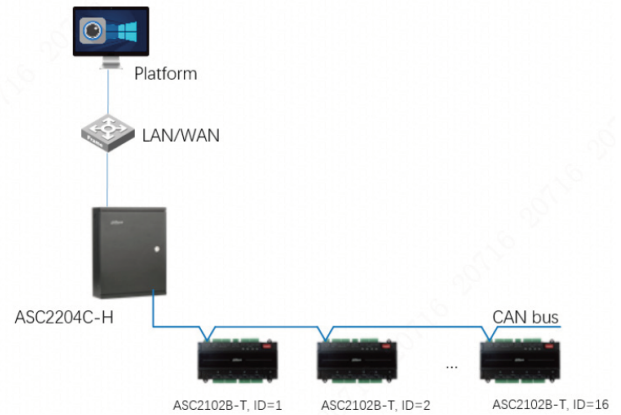 Platform
LAN/WAN
ASC2204C-H
CAN bus
...
ASC2102B-T, ID=1
ASC2102B-T, ID=2
ASC2102B-T, ID=16